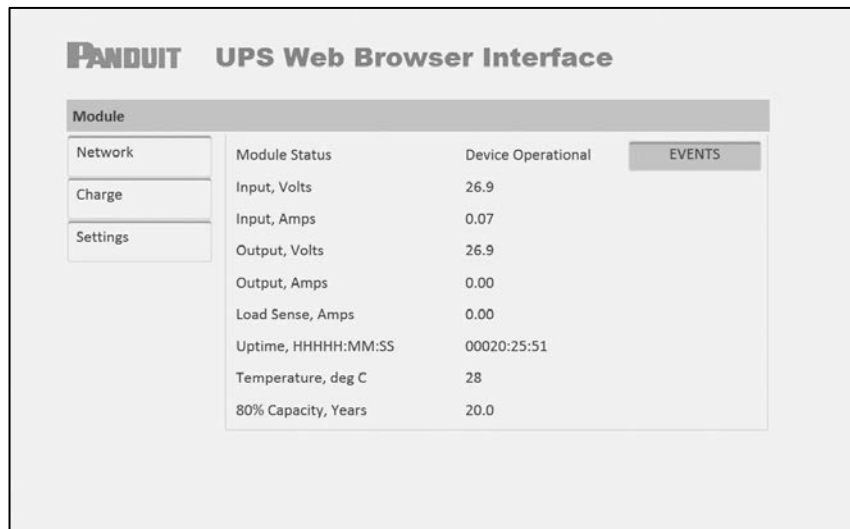 PANDUIT UPS Web Browser Interface
Module
Network
Charge
Settings
Module Status Device Operational EVENTS
Input, Volts 26.9
Input, Amps 0.07
Output, Volts 26.9
Output, Amps 0.00
Load Sense, Amps 0.00
Uptime, HHHHH:MM:SS 00020:25:51
Temperature, deg C 28
80% Capacity, Years 20.0